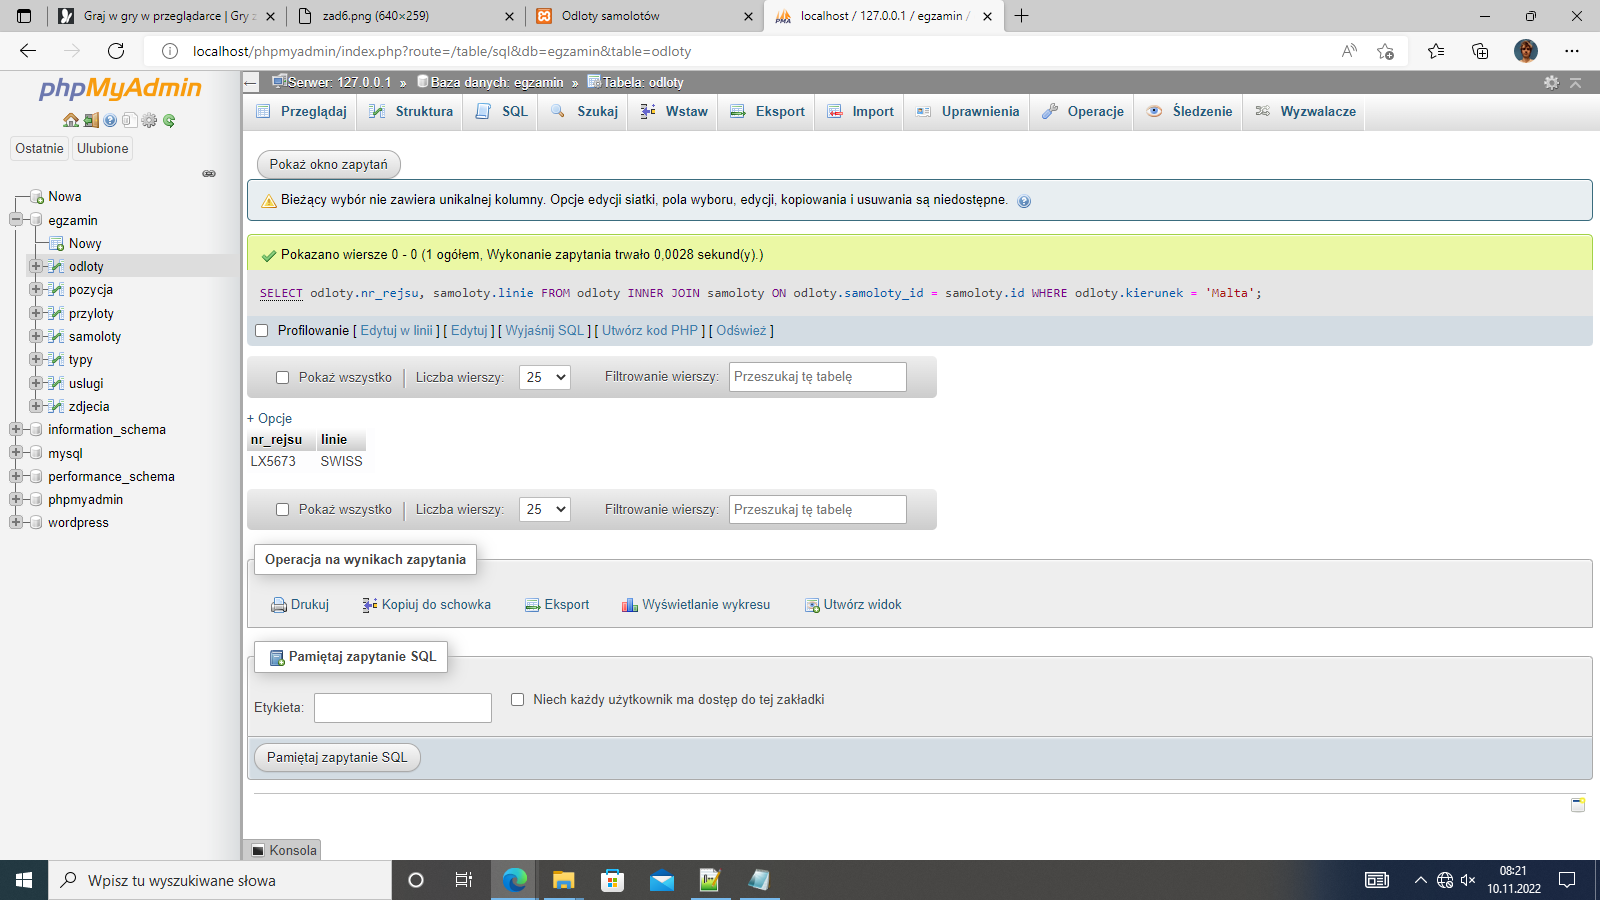 Graj w gry w przeglądarce | Gry z
zad6.png (640×259)
Odloty samolotów
localhost / 127.0.0.1 / egzamin /
localhost/phpmyadmin/index.php?route=/table/sql&db=egzamin&table=odloty
phpMyAdmin
Ostatnie
Ulubione
Nowa
egzamin
Nowy
odloty
pozycja
przyloty
samoloty
typy
uslugi
zdjecia
information_schema
mysql
performance_schema
phpmyadmin
wordpress
Serwer: 127.0.0.1 » Baza danych: egzamin » Tabela: odloty
Przeglądaj Struktura SQL Szukaj Wstaw Eksport Import Uprawnienia Operacje Śledzenie Wyzwalacze
Pokaż okno zapytań
Bieżący wybór nie zawiera unikalnej kolumny. Opcje edycji siatki, pola wyboru, edycji, kopiowania i usuwania są niedostępne.
Pokazano wiersze 0 - 0 (1 ogółem, Wykonanie zapytania trwało 0,0028 sekund(y).)
SELECT odloty.nr_rejsu, samoloty.linie FROM odloty INNER JOIN samoloty ON odloty.samoloty_id = samoloty.id WHERE odloty.kierunek = 'Malta';
Profilowanie [ Edytuj w linii ] [ Edytuj ] [ Wyjaśnij SQL ] [ Utwórz kod PHP ] [ Odśwież ]
Pokaż wszystko | Liczba wierszy: 25 Filtrowanie wierszy: Przeszukaj tę tabelę
+ Opcje
nr_rejsu linie
LX5673 SWISS
Pokaż wszystko | Liczba wierszy: 25 Filtrowanie wierszy: Przeszukaj tę tabelę
Operacja na wynikach zapytania
Drukuj Kopiuj do schowka Eksport Wyświetlanie wykresu Utwórz widok
Pamiętaj zapytanie SQL
Etykieta: Niech każdy użytkownik ma dostęp do tej zakładki
Pamiętaj zapytanie SQL
Konsola
Wpisz tu wyszukiwane słowa
08:21
10.11.2022